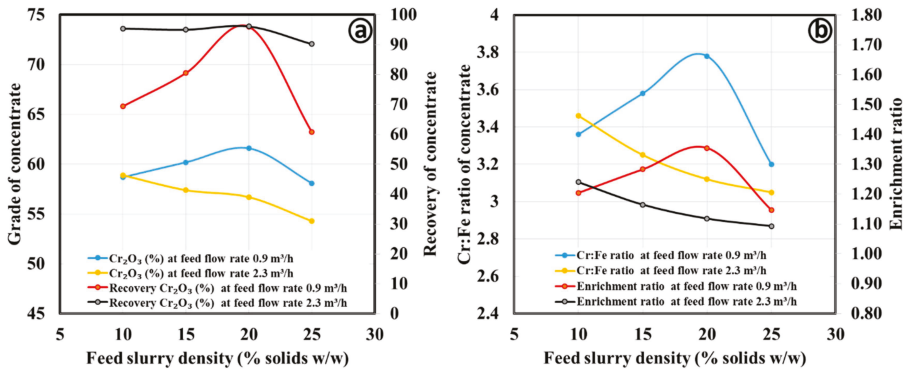 ⓐ
75
70
65
60
55
50
45
100
90
80
70
60
50
40
30
20
10
0
Grade of concentrate
Recovery of concentrate
Cr₂O₃ (%) at feed flow rate 0.9 m³/h
Cr₂O₃ (%) at feed flow rate 2.3 m³/h
Recovery Cr₂O₃ (%) at feed flow rate 0.9 m³/h
Recovery Cr₂O₃ (%) at feed flow rate 2.3 m³/h
5 10 15 20 25 30
Feed slurry density (% solids w/w)
ⓑ
4
3.8
3.6
3.4
3.2
3
2.8
2.6
2.4
1.80
1.70
1.60
1.50
1.40
1.30
1.20
1.10
1.00
0.90
0.80
Cr:Fe ratio of concentrate
Enrichment ratio
Cr:Fe ratio at feed flow rate 0.9 m³/h
Cr:Fe ratio at feed flow rate 2.3 m³/h
Enrichment ratio at feed flow rate 0.9 m³/h
Enrichment ratio at feed flow rate 2.3 m³/h
5 10 15 20 25 30
Feed slurry density (% solids w/w)